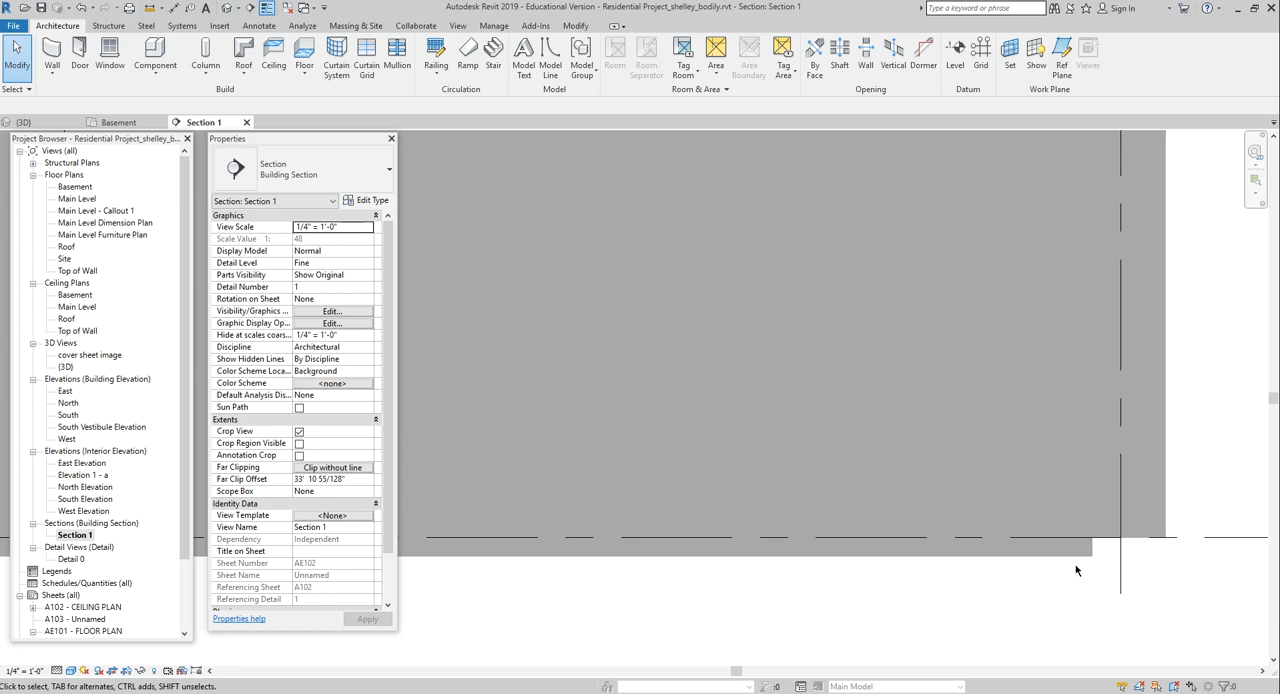 Autodesk Revit 2019 - Educational Version - Residential Project_shelley_bodily.rvt - Section: Section 1
Type a keyword or phrase
Sign In
File Architecture Structure Steel Systems Insert Annotate Analyze Massing & Site Collaborate View Manage Add-Ins Modify
Modify Wall Door Window Component Column Roof Ceiling Floor Curtain System Curtain Grid Mullion Railing Ramp Stair Model Text Model Line Model Group Room Room Separator Tag Room Area Area Boundary Tag Area By Face Shaft Wall Vertical Dormer Level Grid Set Show Ref Plane Viewer
Select Build Circulation Model Room & Area Opening Datum Work Plane
{3D} Basement Section 1
Project Browser - Residential Project_shelley_b...
Views (all)
Structural Plans
Floor Plans
Basement
Main Level
Main Level - Callout 1
Main Level Dimension Plan
Main Level Furniture Plan
Roof
Site
Top of Wall
Ceiling Plans
Basement
Main Level
Roof
Top of Wall
3D Views
cover sheet image
{3D}
Elevations (Building Elevation)
East
North
South
South Vestibule Elevation
West
Elevations (Interior Elevation)
East Elevation
Elevation 1 - a
North Elevation
South Elevation
West Elevation
Sections (Building Section)
Section 1
Detail Views (Detail)
Detail 0
Legends
Schedules/Quantities (all)
Sheets (all)
A102 - CEILING PLAN
A103 - Unnamed
AE101 - FLOOR PLAN
Properties
Section
Building Section
Section: Section 1 Edit Type
Graphics
View Scale 1/4" = 1'-0"
Scale Value 1: 48
Display Model Normal
Detail Level Fine
Parts Visibility Show Original
Detail Number 1
Rotation on Sheet None
Visibility/Graphics ... Edit...
Graphic Display Op... Edit...
Hide at scales coars... 1/4" = 1'-0"
Discipline Architectural
Show Hidden Lines By Discipline
Color Scheme Loca... Background
Color Scheme <none>
Default Analysis Dis... None
Sun Path
Extents
Crop View
Crop Region Visible
Annotation Crop
Far Clipping Clip without line
Far Clip Offset 33' 10 55/128"
Scope Box None
Identity Data
View Template <None>
View Name Section 1
Dependency Independent
Title on Sheet
Sheet Number AE102
Sheet Name Unnamed
Referencing Sheet A102
Referencing Detail 1
Properties help Apply
1/4" = 1'-0"
Click to select, TAB for alternates, CTRL adds, SHIFT unselects.
:0 Main Model :0